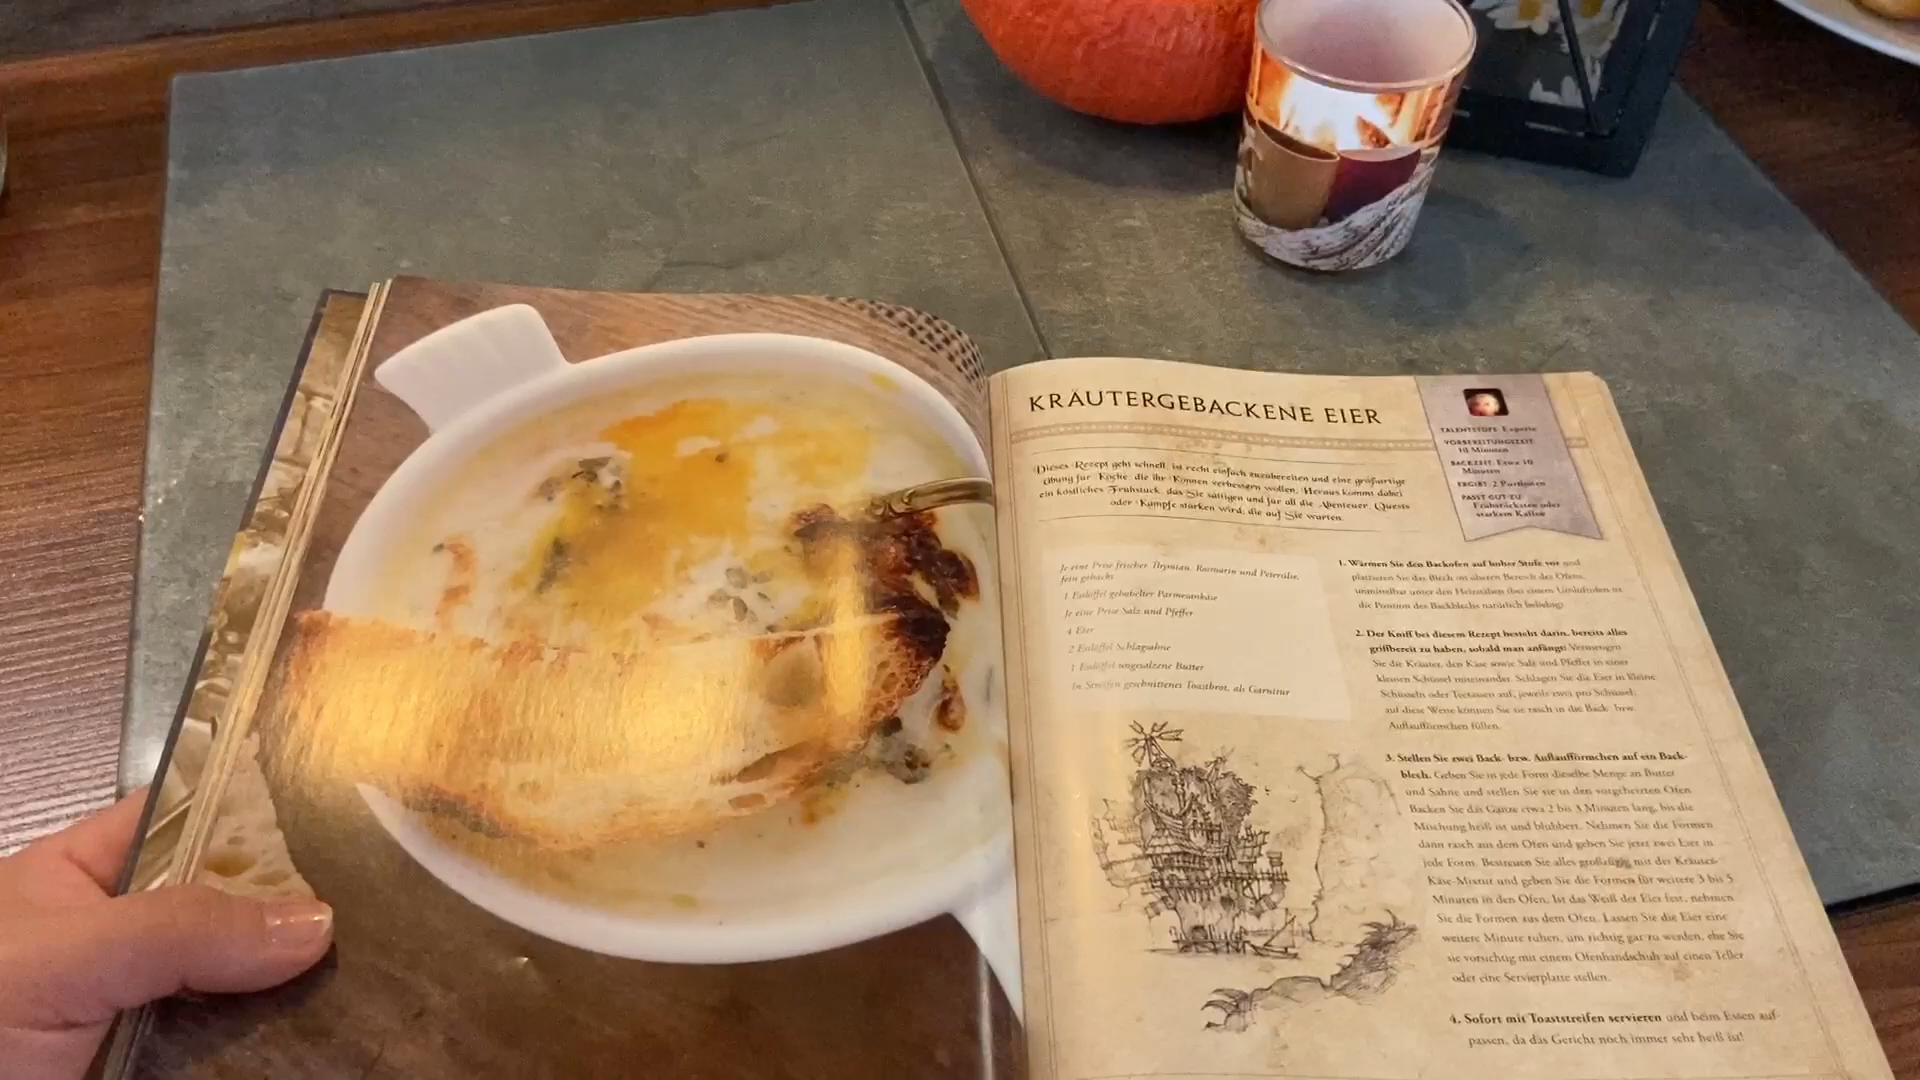 KRÄUTERGEBACKENE EIER
TALENTSTUFE: Experte
VORBEREITUNGSZEIT:
10 Minuten
BACKZEIT: Etwa 10
Minuten
ERGIBT: 2 Portionen
PASST GUT ZU:
Frühstückstee oder
starkem Kaffee
Dieses Rezept geht schnell, ist recht einfach zuzubereiten und eine großartige
Übung für Köche, die ihr Können verbessern wollen. Heraus kommt dabei
ein köstliches Frühstück, das Sie sättigen und für all die Abenteuer, Quests
oder Kämpfe stärken wird, die auf Sie warten.
Je eine Prise frischer Thymian, Rosmarin und Petersilie,
fein gehackt
1 Esslöffel gehobelter Parmesankäse
Je eine Prise Salz und Pfeffer
4 Eier
2 Esslöffel Schlagsahne
1 Esslöffel ungesalzene Butter
In Streifen geschnittenes Toastbrot, als Garnitur
1. Wärmen Sie den Backofen auf hoher Stufe vor und
platzieren Sie das Blech im oberen Bereich des Ofens,
unmittelbar unter den Heizstäben (bei einem Umluftofen ist
die Position des Backblechs natürlich beliebig).
2. Der Kniff bei diesem Rezept besteht darin, bereits alles
griffbereit zu haben, sobald man anfängt: Vermengen
Sie die Kräuter, den Käse sowie Salz und Pfeffer in einer
kleinen Schüssel miteinander. Schlagen Sie die Eier in kleine
Schüsseln oder Teetassen auf, jeweils zwei pro Schüssel;
auf diese Weise können Sie sie rasch in die Back- bzw.
Auflaufförmchen füllen.
3. Stellen Sie zwei Back- bzw. Auflaufförmchen auf ein Back-
blech. Geben Sie in jede Form dieselbe Menge an Butter
und Sahne und stellen Sie sie in den vorgeheizten Ofen.
Backen Sie das Ganze etwa 2 bis 3 Minuten lang, bis die
Mischung heiß ist und blubbert. Nehmen Sie die Formen
dann rasch aus dem Ofen und geben Sie jetzt zwei Eier in
jede Form. Bestreuen Sie alles großzügig mit der Kräuter-
Käse-Mixtur und geben Sie die Formen für weitere 3 bis 5
Minuten in den Ofen. Ist das Weiß der Eier fest, nehmen
Sie die Formen aus dem Ofen. Lassen Sie die Eier eine
weitere Minute ruhen, um richtig gar zu werden, ehe Sie
sie vorsichtig mit einem Ofenhandschuh auf einen Teller
oder eine Servierplatte stellen.
4. Sofort mit Toaststreifen servieren und beim Essen auf-
passen, da das Gericht noch immer sehr heiß ist!